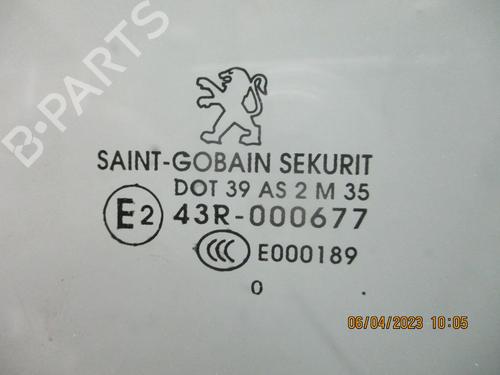 B-PARTS
SAINT-GOBAIN SEKURIT
DOT 39 AS 2 M 35
E2 43R-000677
CCC E000189
0
06/04/2023 10:05